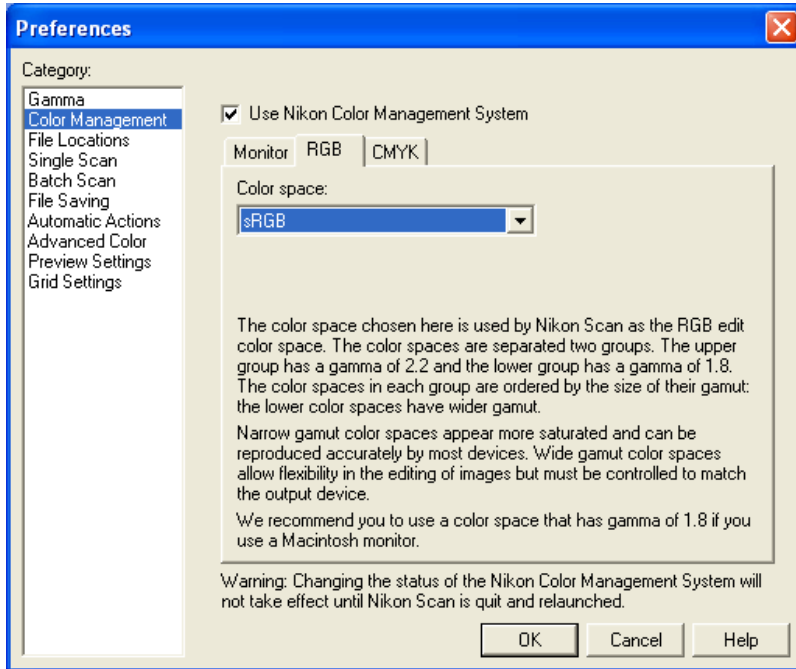 Preferences
Category:
Gamma
Color Management
File Locations
Single Scan
Batch Scan
File Saving
Automatic Actions
Advanced Color
Preview Settings
Grid Settings
Use Nikon Color Management System
Monitor RGB CMYK
Color space:
sRGB
The color space chosen here is used by Nikon Scan as the RGB edit
color space. The color spaces are separated two groups. The upper
group has a gamma of 2.2 and the lower group has a gamma of 1.8.
The color spaces in each group are ordered by the size of their gamut:
the lower color spaces have wider gamut.
Narrow gamut color spaces appear more saturated and can be
reproduced accurately by most devices. Wide gamut color spaces
allow flexibility in the editing of images but must be controlled to match
the output device.
We recommend you to use a color space that has gamma of 1.8 if you
use a Macintosh monitor.
Warning: Changing the status of the Nikon Color Management System will
not take effect until Nikon Scan is quit and relaunched.
OK Cancel Help